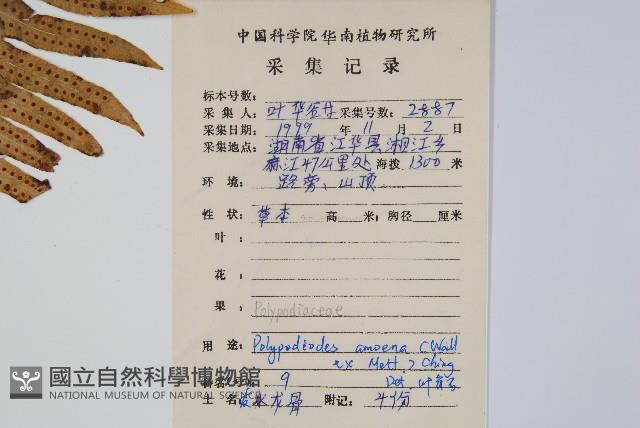 中国科学院华南植物研究所
采集记录
标本号数:
采集人: 叶华谷 采集号数: 2887
采集日期: 1999 年 11 月 2 日
采集地点: 湖南省江华县湘江乡
麻江47公里处 海拔 1300 米
环境: 路旁、山顶
性状: 草本 高 米; 胸径 厘米
叶:
花:
果: Polypodiaceae
用途: Polypodiodes amoena (Wall
ex Mett.) Ching
9 Det. 叶华谷
土名: 水龙骨 附记: 4份
國立自然科學博物館
NATIONAL MUSEUM OF NATURAL SCIENCE